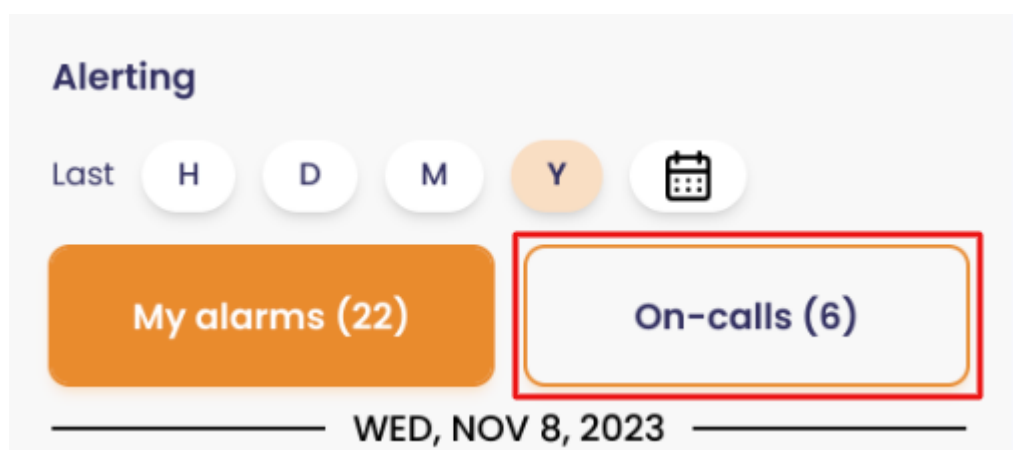 Alerting
Last H D M Y
My alarms (22) On-calls (6)
WED, NOV 8, 2023